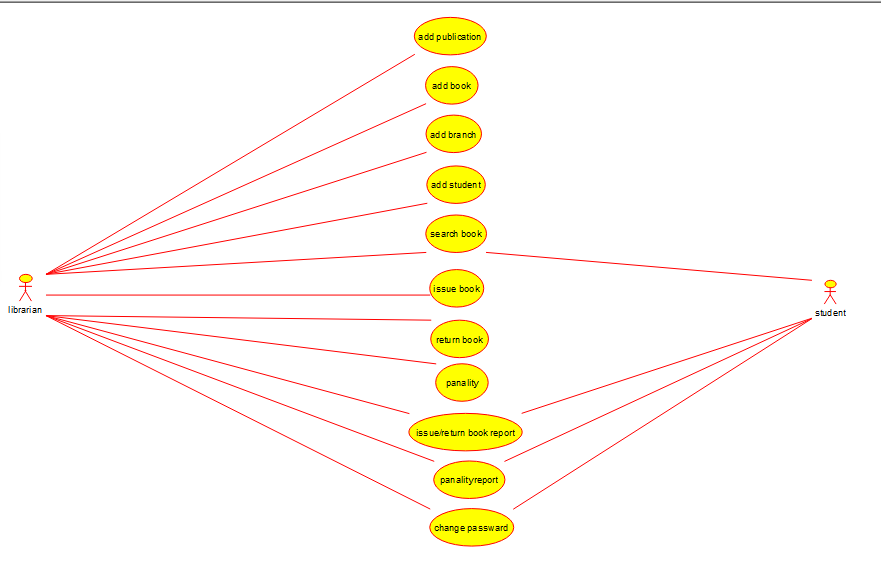 add publication
add book
add branch
add student
search book
issue book
librarian
student
return book
panality
issue/return book report
panalityreport
change passward